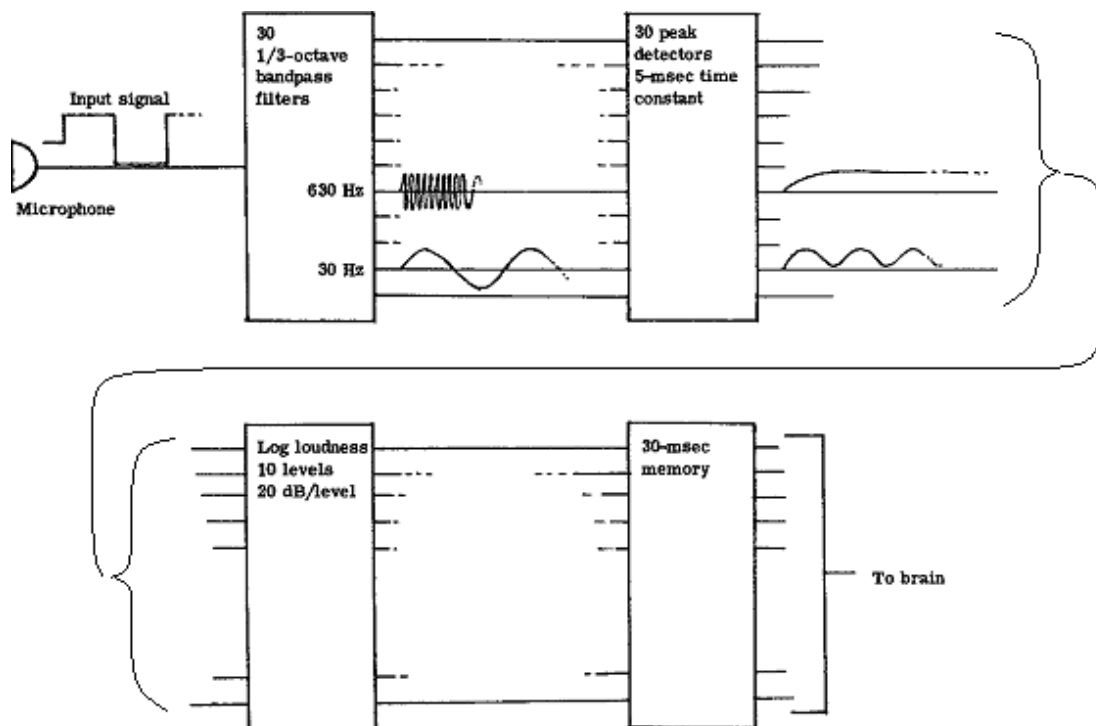 30
1/3-octave
bandpass
filters
30 peak
detectors
5-msec time
constant
Input signal
Microphone
630 Hz
30 Hz
Log loudness
10 levels
20 dB/level
30-msec
memory
To brain